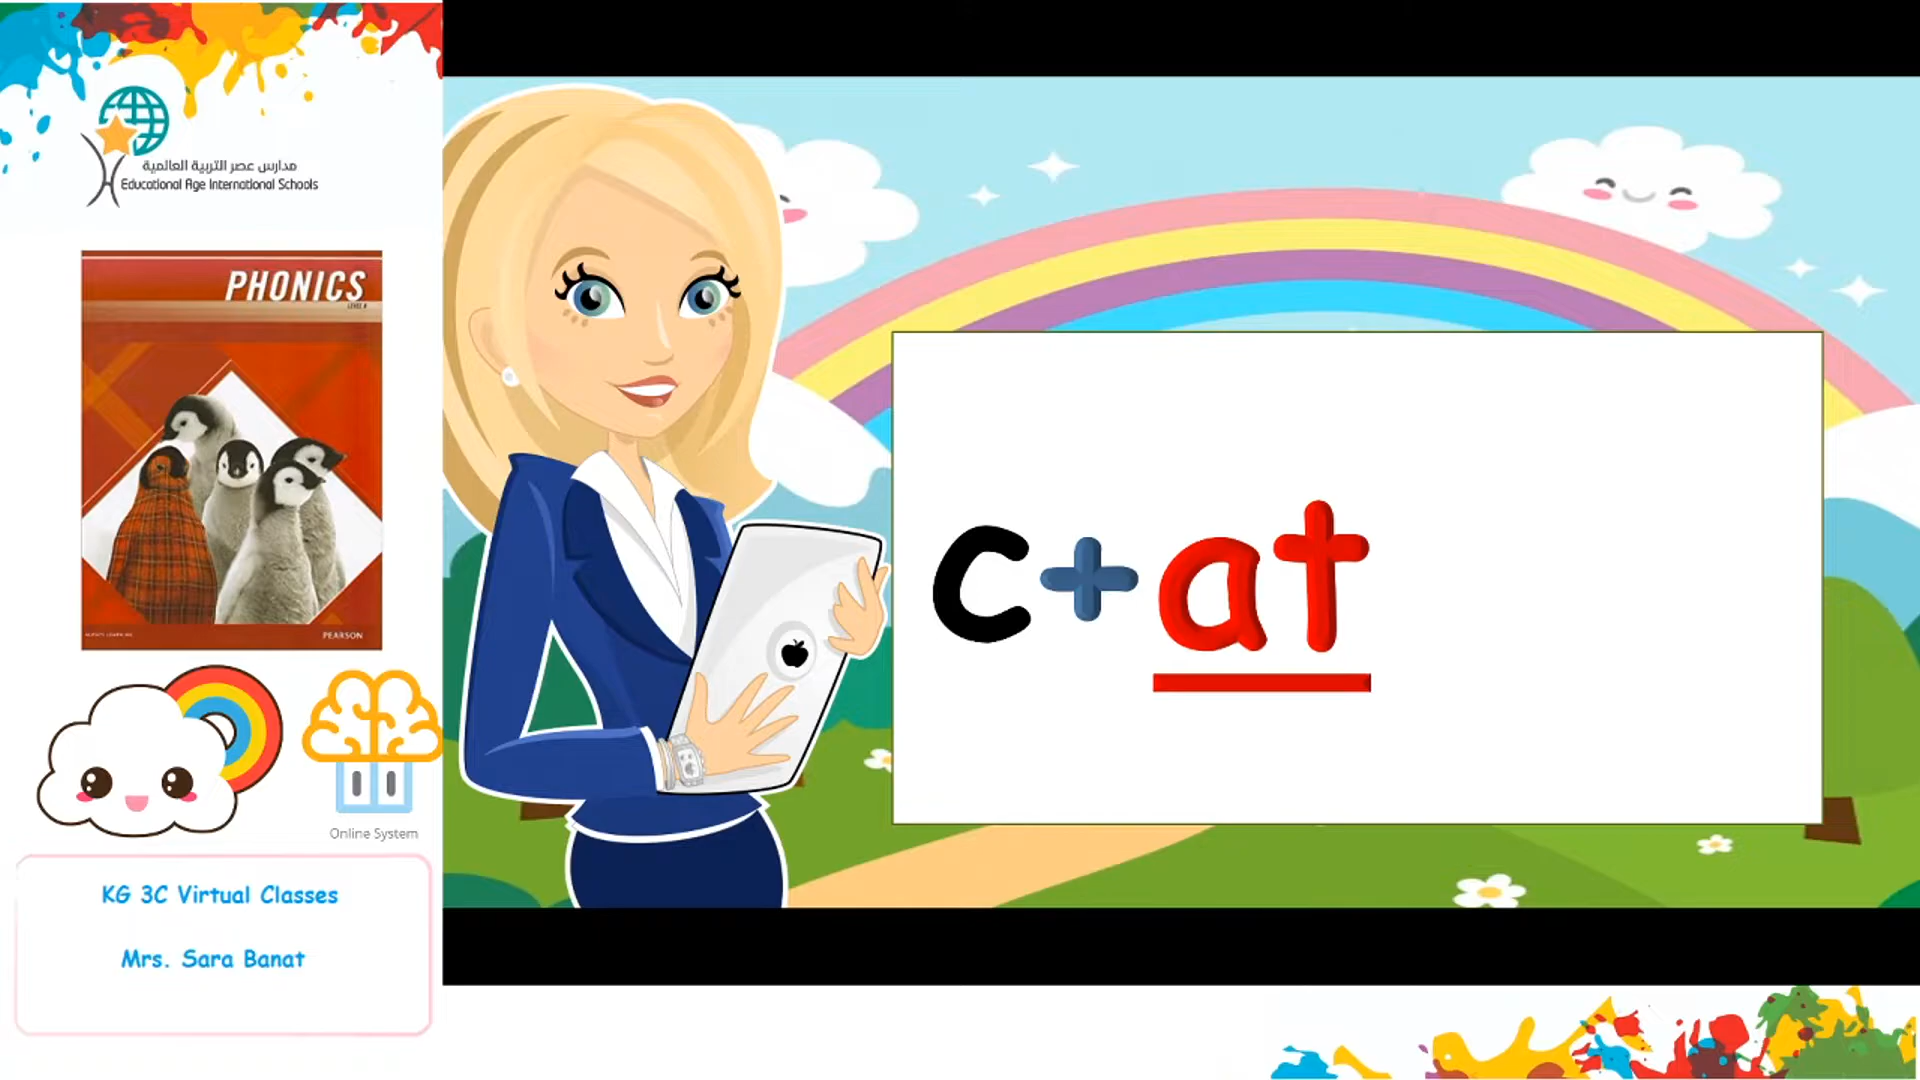 مدارس عصر التربية العالمية
Educational Age International Schools
PHONICS
LEVEL K
PEARSON
Online System
KG 3C Virtual Classes
Mrs. Sara Banat
c+at